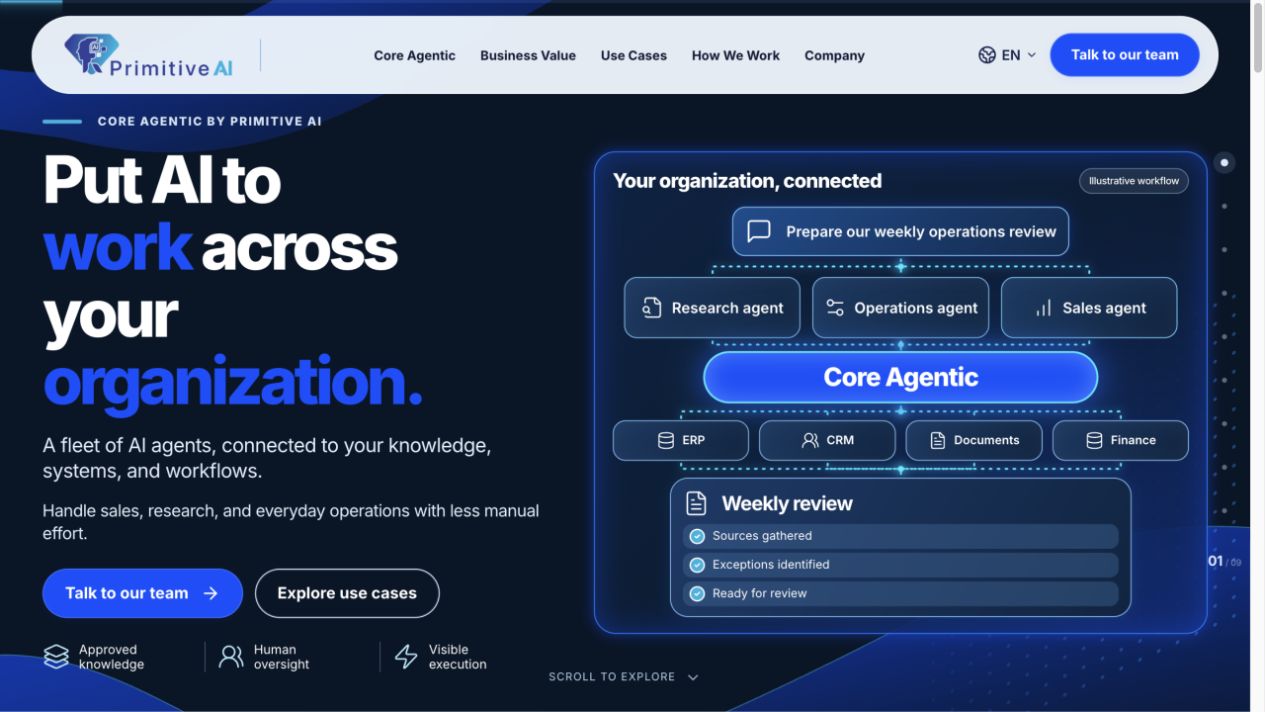 AI
Primitive AI
Core Agentic
Business Value
Use Cases
How We Work
Company
EN
Talk to our team
CORE AGENTIC BY PRIMITIVE AI
Put AI to
work across
your
organization.
A fleet of AI agents, connected to your knowledge,
systems, and workflows.
Handle sales, research, and everyday operations with less manual
effort.
Talk to our team
Explore use cases
Approved
knowledge
Human
oversight
Visible
execution
SCROLL TO EXPLORE
Your organization, connected
Illustrative workflow
Prepare our weekly operations review
Research agent
Operations agent
Sales agent
Core Agentic
ERP
CRM
Documents
Finance
Weekly review
Sources gathered
Exceptions identified
Ready for review
01 / 09